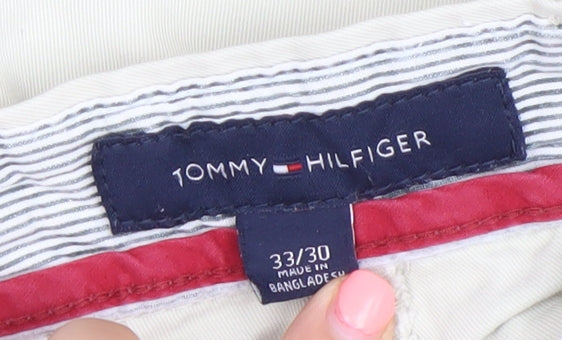 TOMMY HILFIGER
33/30
MADE IN
BANGLADESH